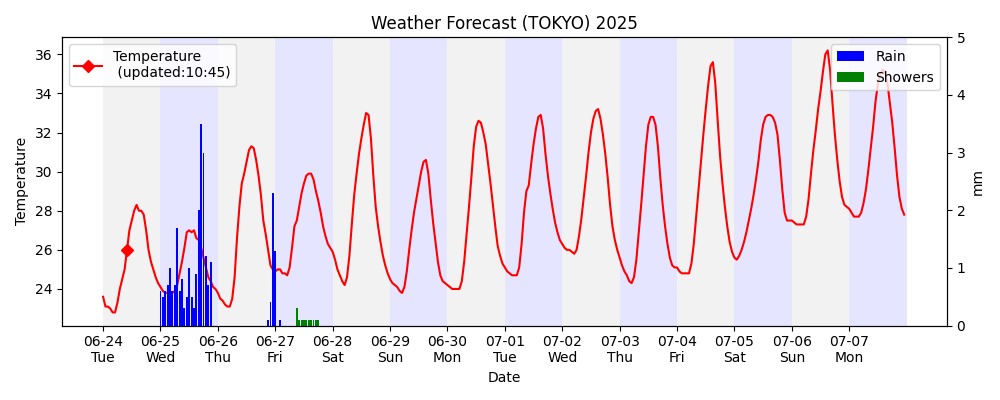 Weather Forecast (TOKYO) 2025
Temperature
(updated:10:45)
Rain
Showers
Temperature
36
34
32
30
28
26
24
5
4
3
2
1
0
mm
06-24 06-25 06-26 06-27 06-28 06-29 06-30 07-01 07-02 07-03 07-04 07-05 07-06 07-07
Tue Wed Thu Fri Sat Sun Mon Tue Wed Thu Fri Sat Sun Mon
Date